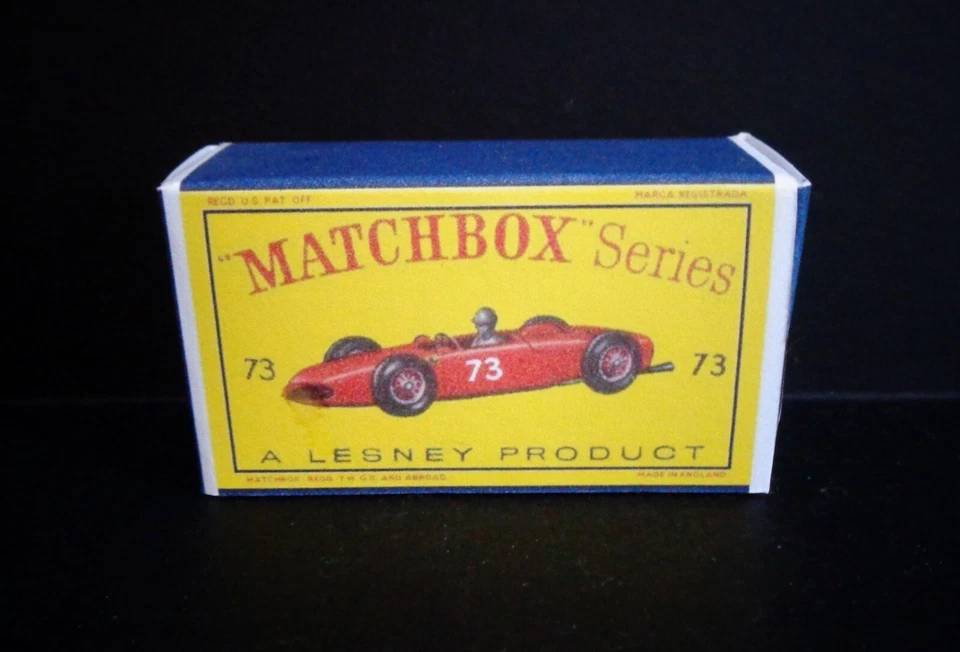 REGD U.S. PAT OFF
MARCA REGISTRADA
"MATCHBOX" Series
73
73
73
A LESNEY PRODUCT
MATCHBOX REGD. T.M. G.B. AND ABROAD
MADE IN ENGLAND